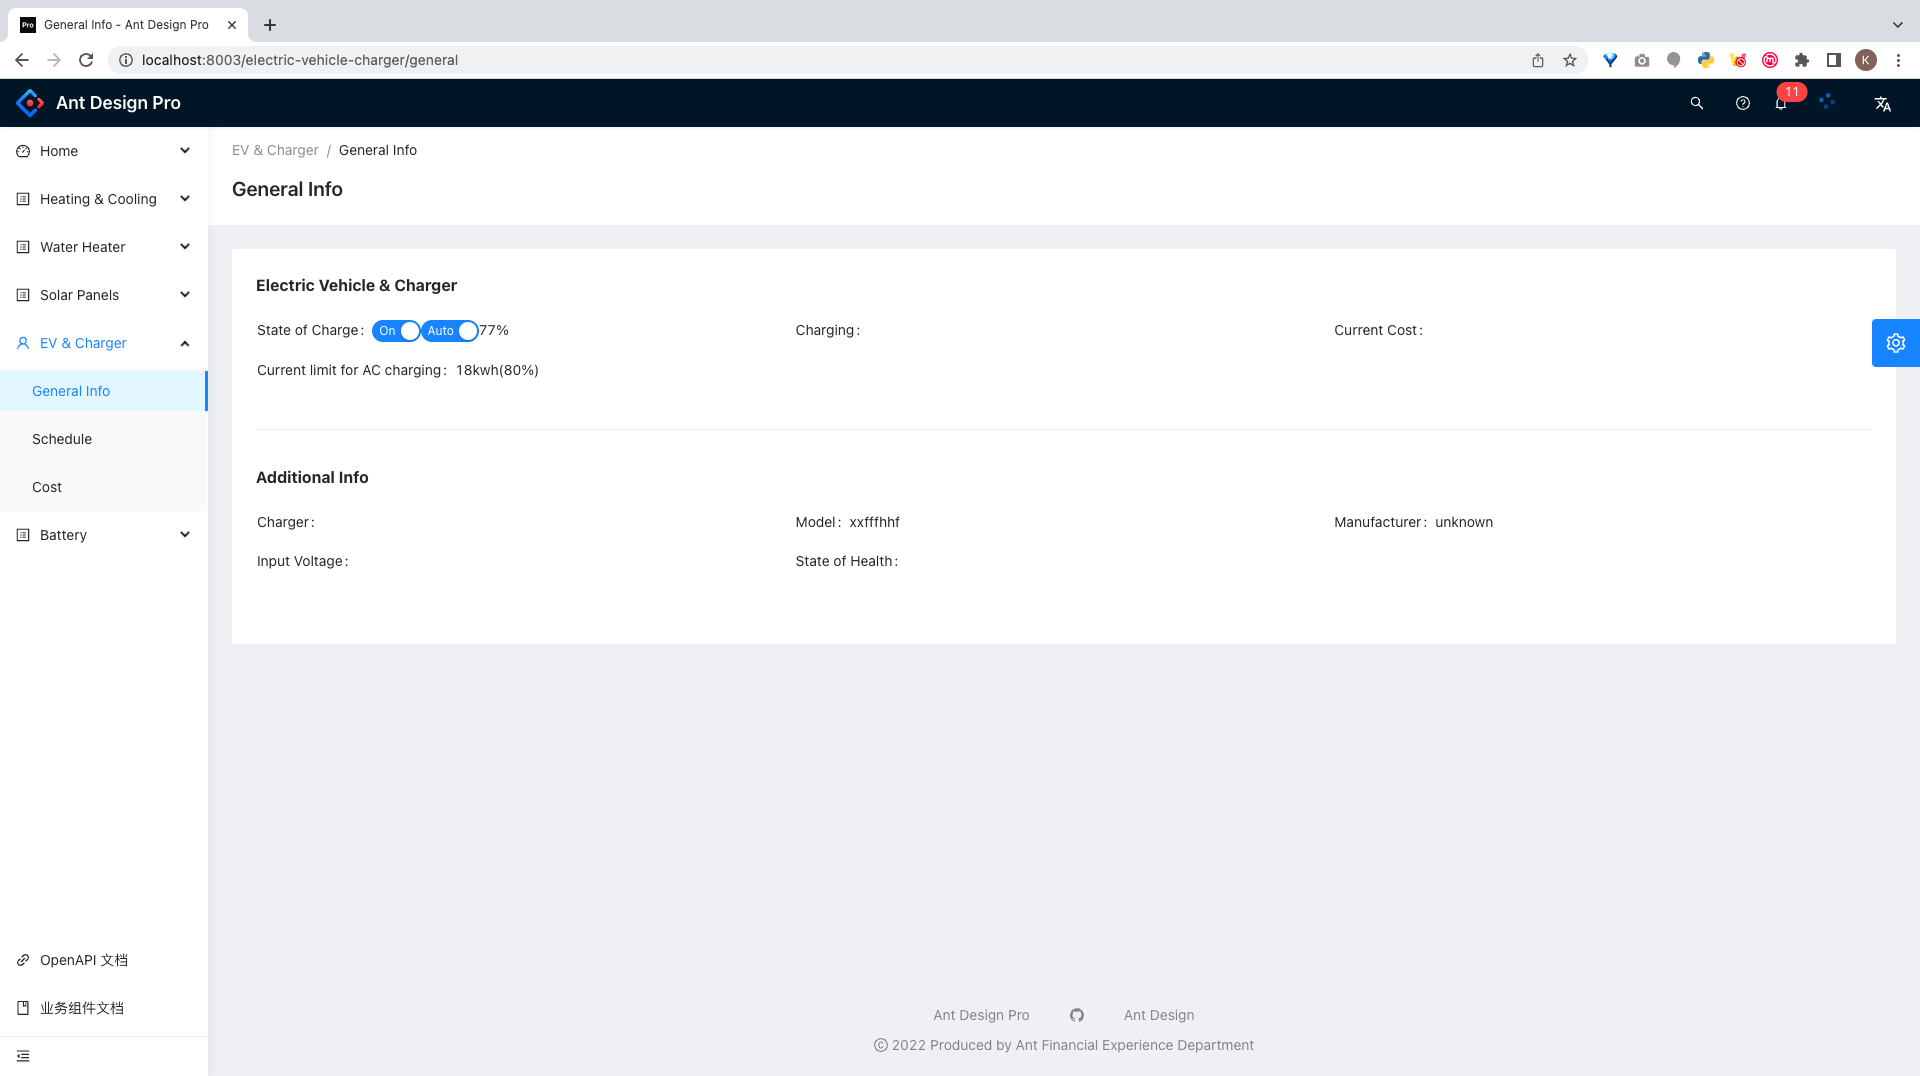 Pro General Info - Ant Design Pro
localhost:8003/electric-vehicle-charger/general
K
Ant Design Pro
11
Home
Heating & Cooling
Water Heater
Solar Panels
EV & Charger
General Info
Schedule
Cost
Battery
OpenAPI 文档
业务组件文档
EV & Charger / General Info
General Info
Electric Vehicle & Charger
State of Charge: On Auto 77% Charging: Current Cost:
Current limit for AC charging: 18kwh(80%)
Additional Info
Charger: Model: xxfffhhf Manufacturer: unknown
Input Voltage: State of Health:
Ant Design Pro Ant Design
© 2022 Produced by Ant Financial Experience Department